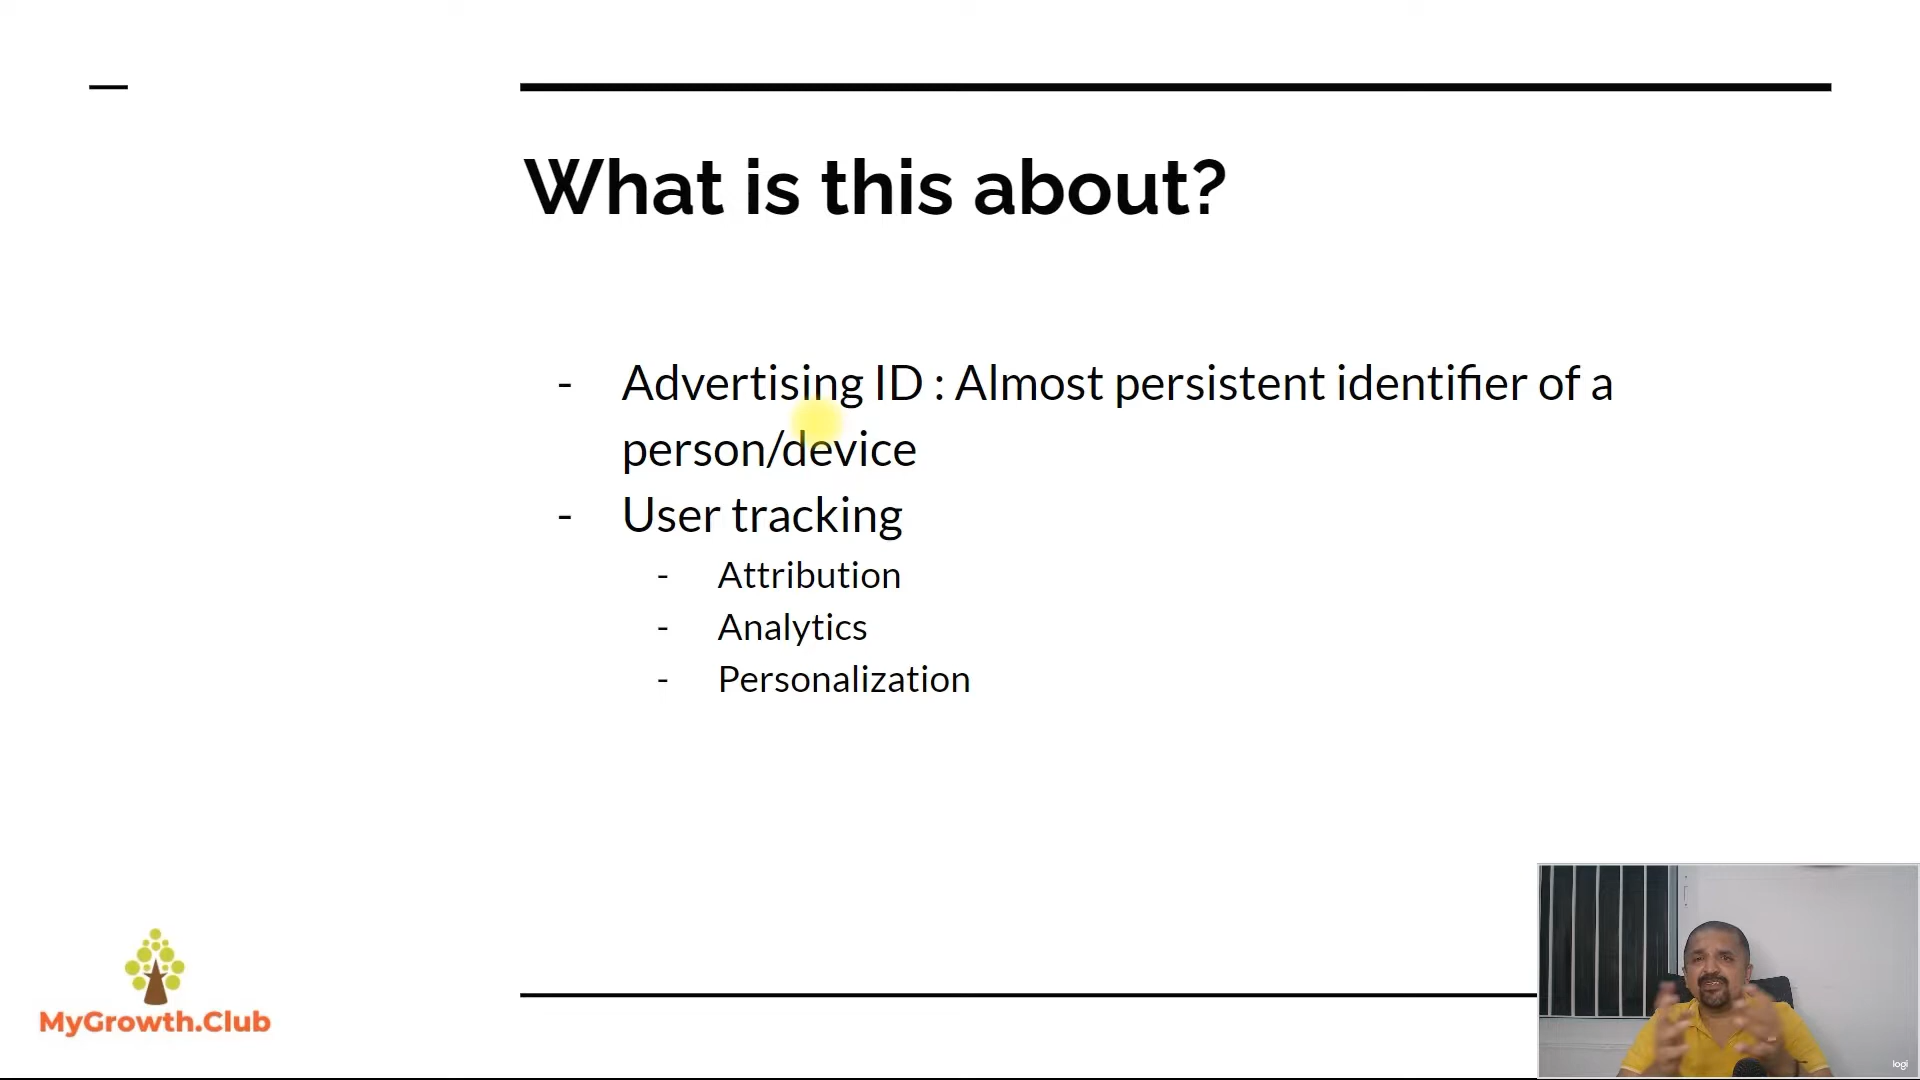 What is this about?
- Advertising ID : Almost persistent identifier of a
person/device
- User tracking
- Attribution
- Analytics
- Personalization
MyGrowth.Club
logi